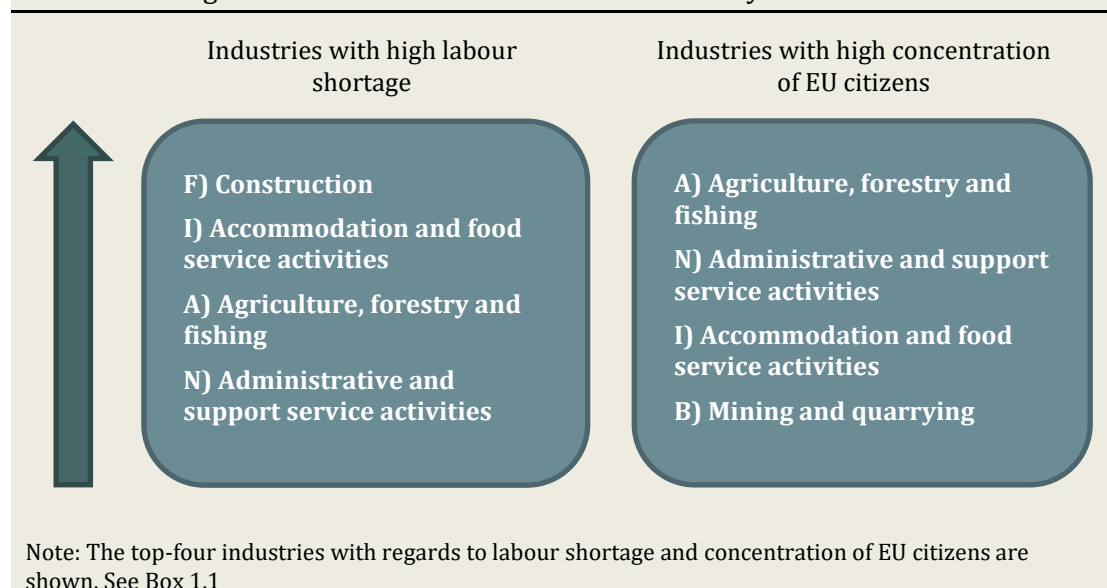 Industries with high labour
shortage
Industries with high concentration
of EU citizens
F) Construction
I) Accommodation and food
service activities
A) Agriculture, forestry and
fishing
N) Administrative and
support service activities
A) Agriculture, forestry and
fishing
N) Administrative and support
service activities
I) Accommodation and food
service activities
B) Mining and quarrying
Note: The top-four industries with regards to labour shortage and concentration of EU citizens are
shown. See Box 1.1